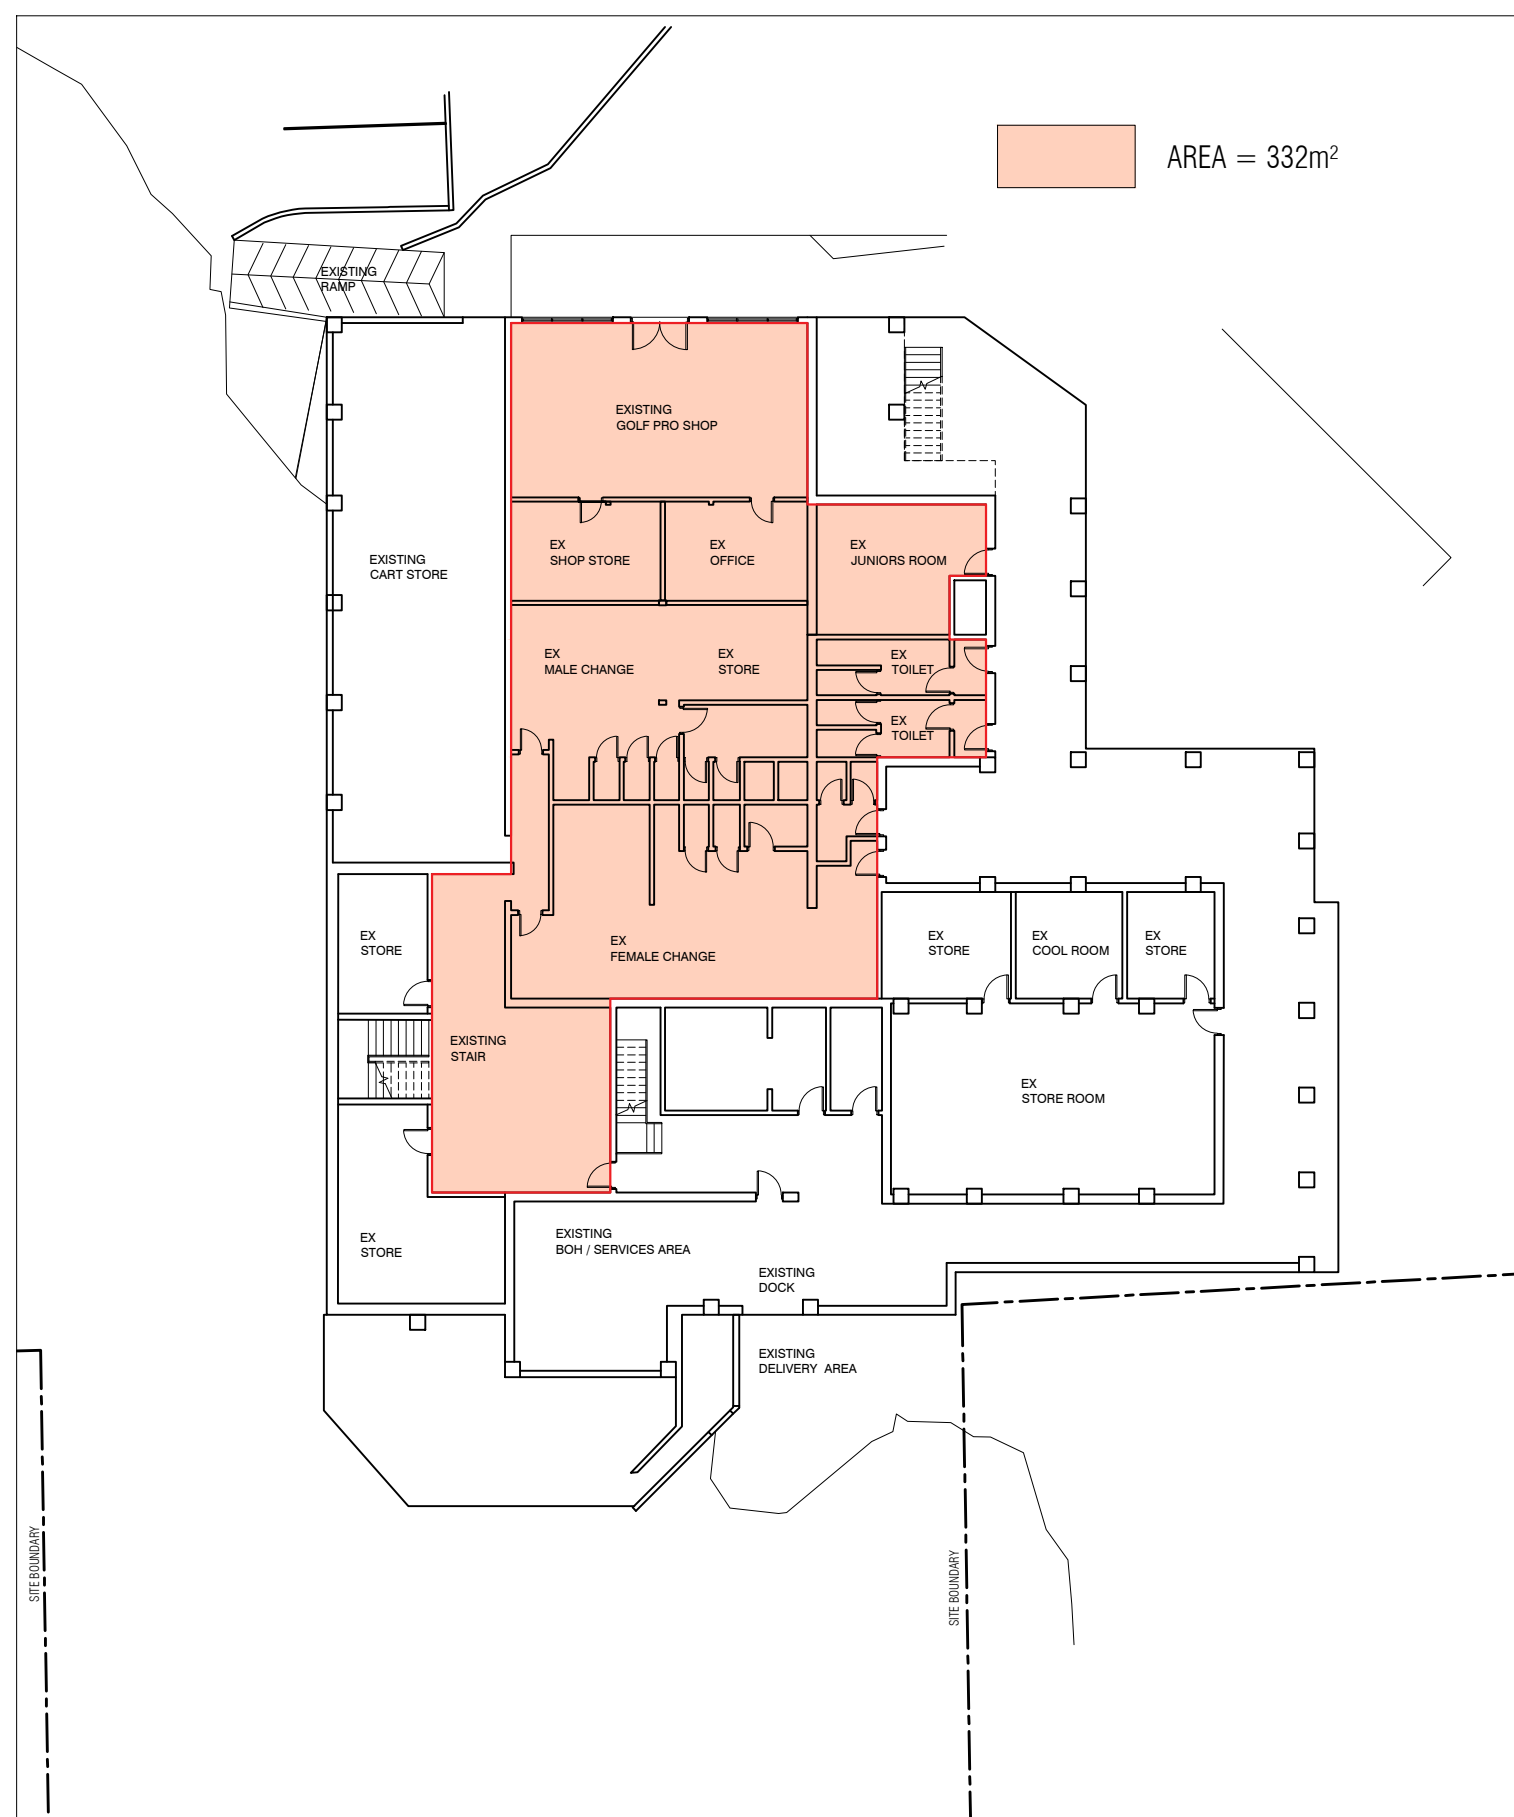 AREA = 332m²
EXISTING
RAMP
EXISTING
GOLF PRO SHOP
EXISTING
CART STORE
EX
SHOP STORE
EX
OFFICE
EX
JUNIORS ROOM
EX
MALE CHANGE
EX
STORE
EX
TOILET
EX
TOILET
EX
STORE
EX
FEMALE CHANGE
EX
STORE
EX
COOL ROOM
EX
STORE
EXISTING
STAIR
EX
STORE ROOM
EX
STORE
EXISTING
BOH / SERVICES AREA
EXISTING
DOCK
EXISTING
DELIVERY AREA
SITE BOUNDARY
SITE BOUNDARY